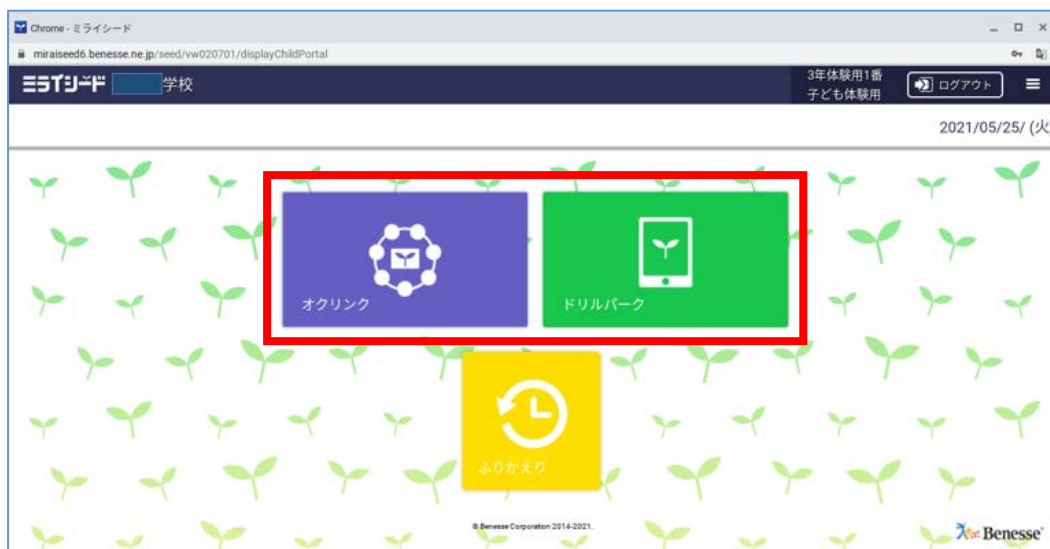 Chrome - ミライシード
miraiseed6.benesse.ne.jp/seed/vw020701/displayChildPortal
ミライシード 学校
3年体験用1番
子ども体験用
ログアウト
2021/05/25/ (火
オクリンク
ドリルパーク
ふりかえり
© Benesse Corporation 2014-2021.
Benesse®